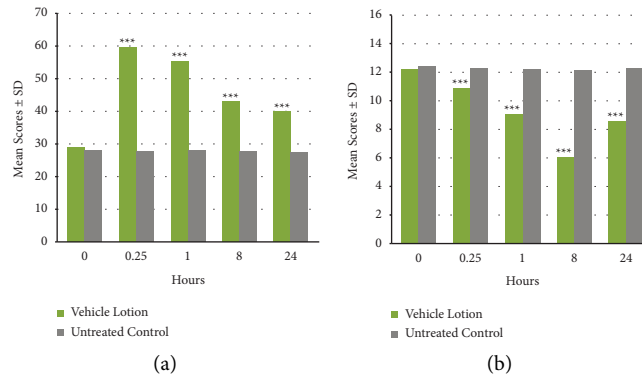 70
60
50
40
30
20
10
0
Mean Scores ± SD
***
***
***
***
0 0.25 1 8 24
Hours
Vehicle Lotion
Untreated Control
(a)
16
14
12
10
8
6
4
2
0
Mean Scores ± SD
***
***
***
***
0 0.25 1 8 24
Hours
Vehicle Lotion
Untreated Control
(b)